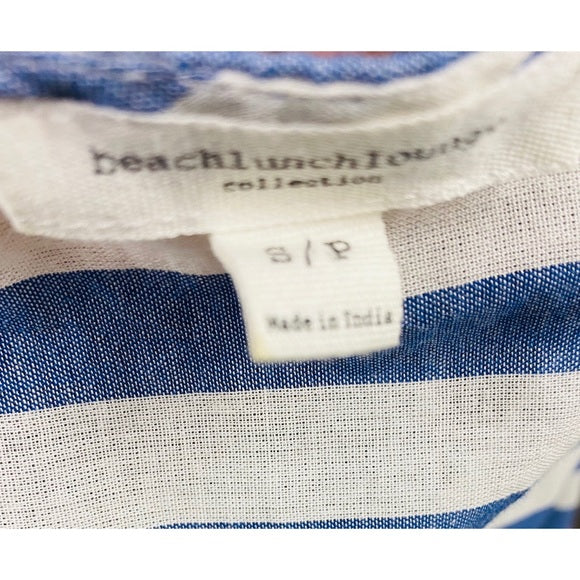 beachlunchlounge
collection
S/P
Made in India